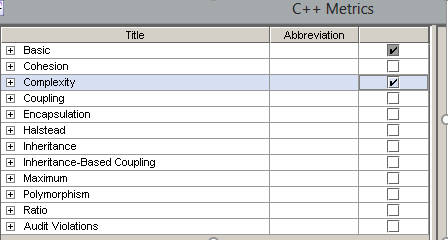 C++ Metrics
Title Abbreviation
Basic
Cohesion
Complexity
Coupling
Encapsulation
Halstead
Inheritance
Inheritance-Based Coupling
Maximum
Polymorphism
Ratio
Audit Violations